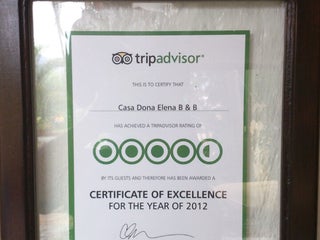 tripadvisor®
THIS IS TO CERTIFY THAT
Casa Dona Elena B & B
HAS ACHIEVED A TRIPADVISOR RATING OF
BY ITS GUESTS AND THEREFORE HAS BEEN AWARDED A
CERTIFICATE OF EXCELLENCE
FOR THE YEAR OF 2012